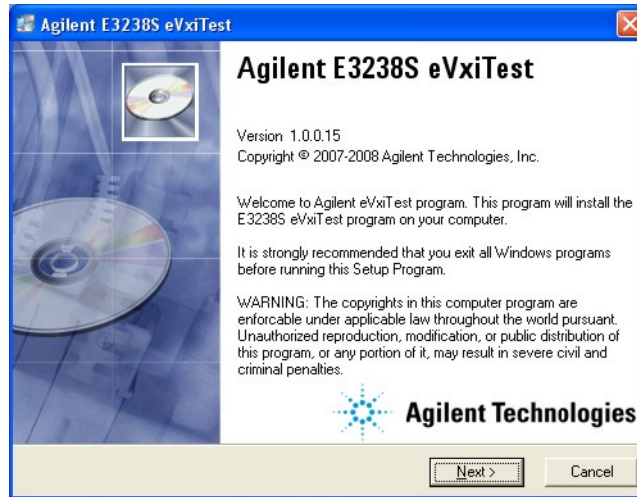 Agilent E3238S eVxiTest
Agilent E3238S eVxiTest
Version 1.0.0.15
Copyright © 2007-2008 Agilent Technologies, Inc.
Welcome to Agilent eVxiTest program. This program will install the
E3238S eVxiTest program on your computer.
It is strongly recommended that you exit all Windows programs
before running this Setup Program.
WARNING: The copyrights in this computer program are
enforcable under applicable law throughout the world pursuant.
Unauthorized reproduction, modification, or public distribution of
this program, or any portion of it, may result in severe civil and
criminal penalties.
Agilent Technologies
Next >
Cancel